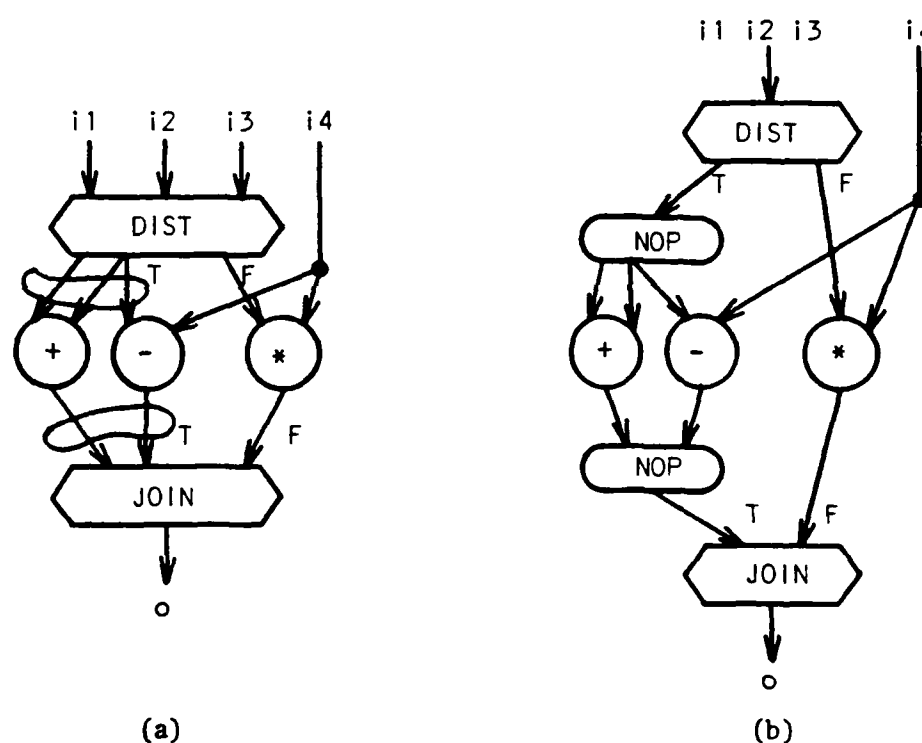 i1 i2 i3 i4
DIST
T F
+ - *
T F
JOIN
o
(a)
i1 i2 i3
DIST
T F
NOP
+ - *
NOP
T F
JOIN
o
(b)